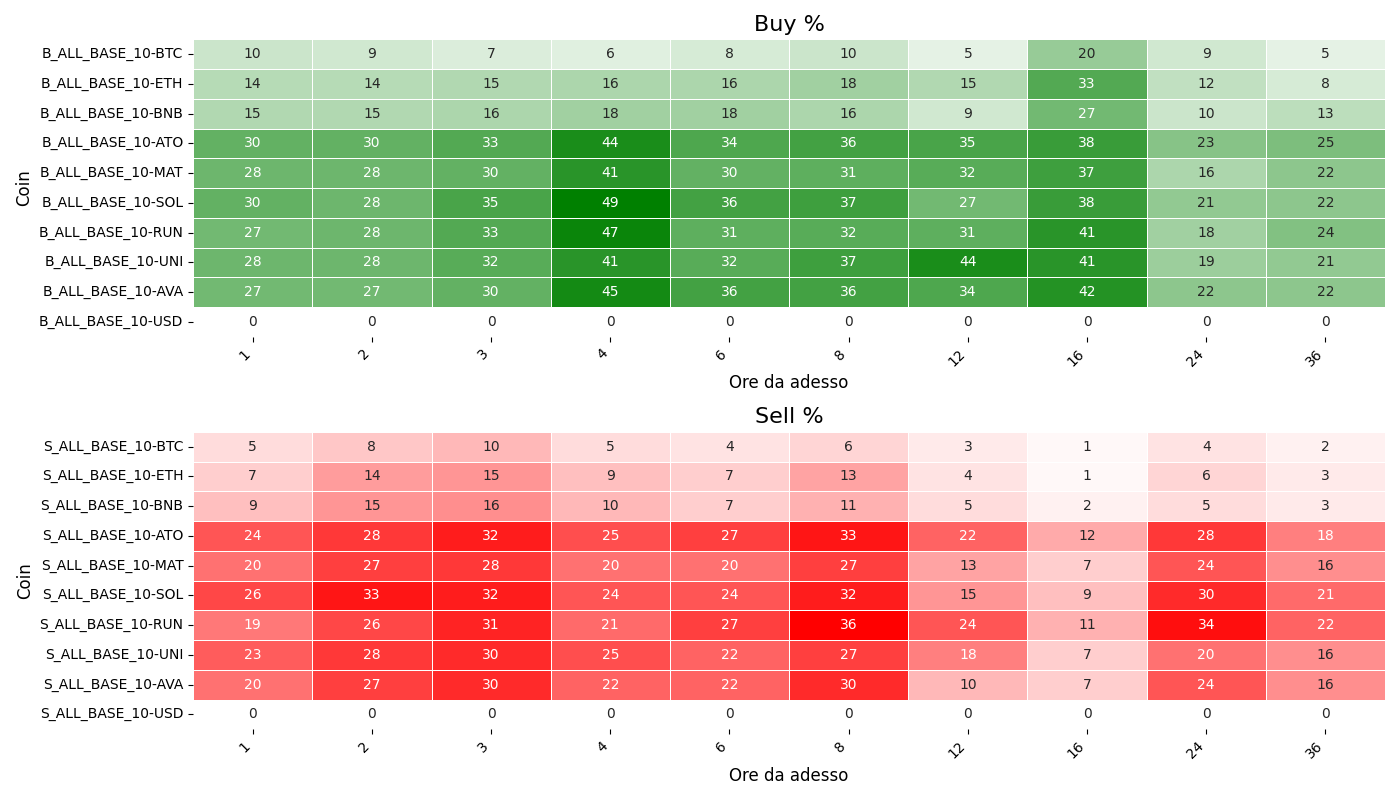 Buy %
Coin
B_ALL_BASE_10-BTC 10 9 7 6 8 10 5 20 9 5
B_ALL_BASE_10-ETH 14 14 15 16 16 18 15 33 12 8
B_ALL_BASE_10-BNB 15 15 16 18 18 16 9 27 10 13
B_ALL_BASE_10-ATO 30 30 33 44 34 36 35 38 23 25
B_ALL_BASE_10-MAT 28 28 30 41 30 31 32 37 16 22
B_ALL_BASE_10-SOL 30 28 35 49 36 37 27 38 21 22
B_ALL_BASE_10-RUN 27 28 33 47 31 32 31 41 18 24
B_ALL_BASE_10-UNI 28 28 32 41 32 37 44 41 19 21
B_ALL_BASE_10-AVA 27 27 30 45 36 36 34 42 22 22
B_ALL_BASE_10-USD 0 0 0 0 0 0 0 0 0 0
1 2 3 4 6 8 12 16 24 36
Ore da adesso
Sell %
Coin
S_ALL_BASE_10-BTC 5 8 10 5 4 6 3 1 4 2
S_ALL_BASE_10-ETH 7 14 15 9 7 13 4 1 6 3
S_ALL_BASE_10-BNB 9 15 16 10 7 11 5 2 5 3
S_ALL_BASE_10-ATO 24 28 32 25 27 33 22 12 28 18
S_ALL_BASE_10-MAT 20 27 28 20 20 27 13 7 24 16
S_ALL_BASE_10-SOL 26 33 32 24 24 32 15 9 30 21
S_ALL_BASE_10-RUN 19 26 31 21 27 36 24 11 34 22
S_ALL_BASE_10-UNI 23 28 30 25 22 27 18 7 20 16
S_ALL_BASE_10-AVA 20 27 30 22 22 30 10 7 24 16
S_ALL_BASE_10-USD 0 0 0 0 0 0 0 0 0 0
1 2 3 4 6 8 12 16 24 36
Ore da adesso